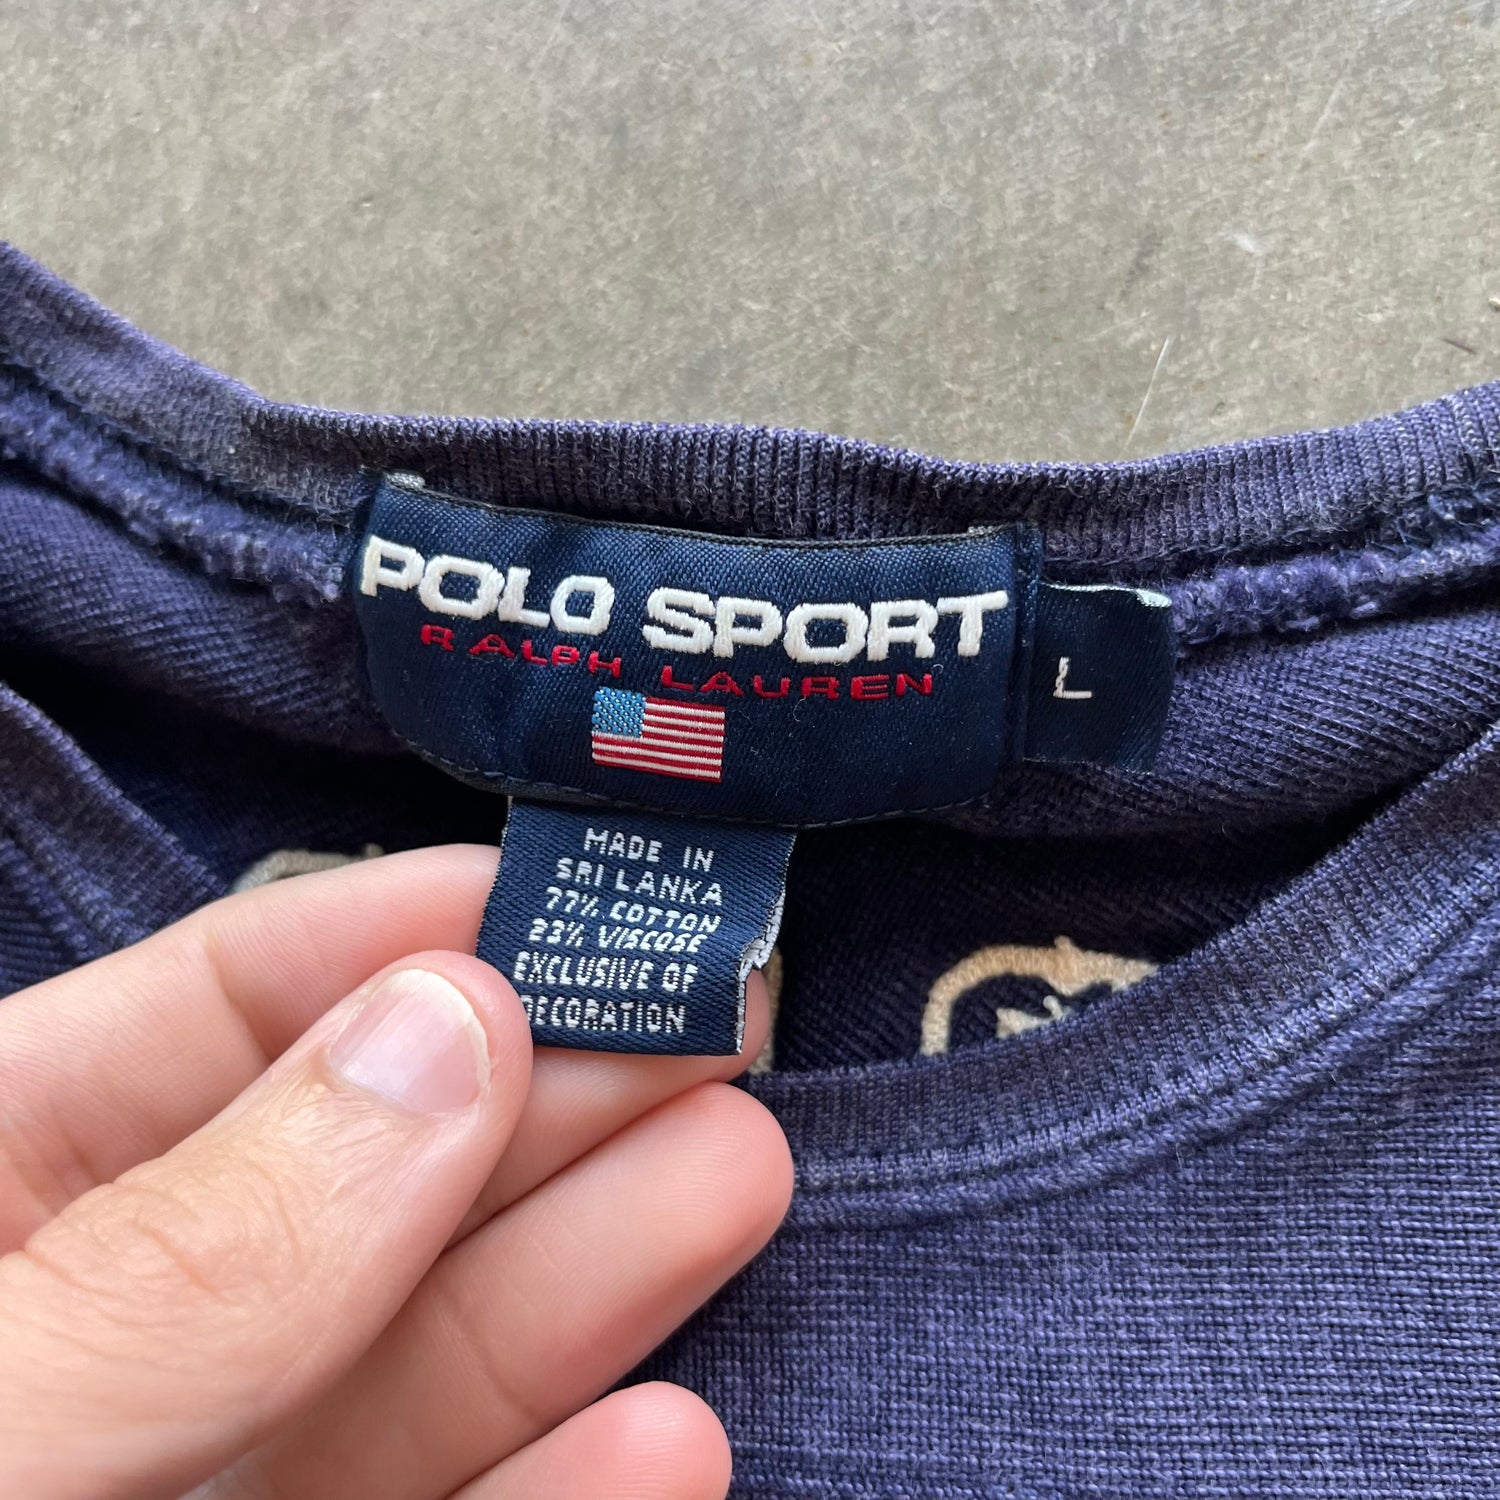 POLO SPORT
RALPH LAUREN
L
MADE IN
SRI LANKA
77% COTTON
23% VISCOSE
EXCLUSIVE OF
DECORATION